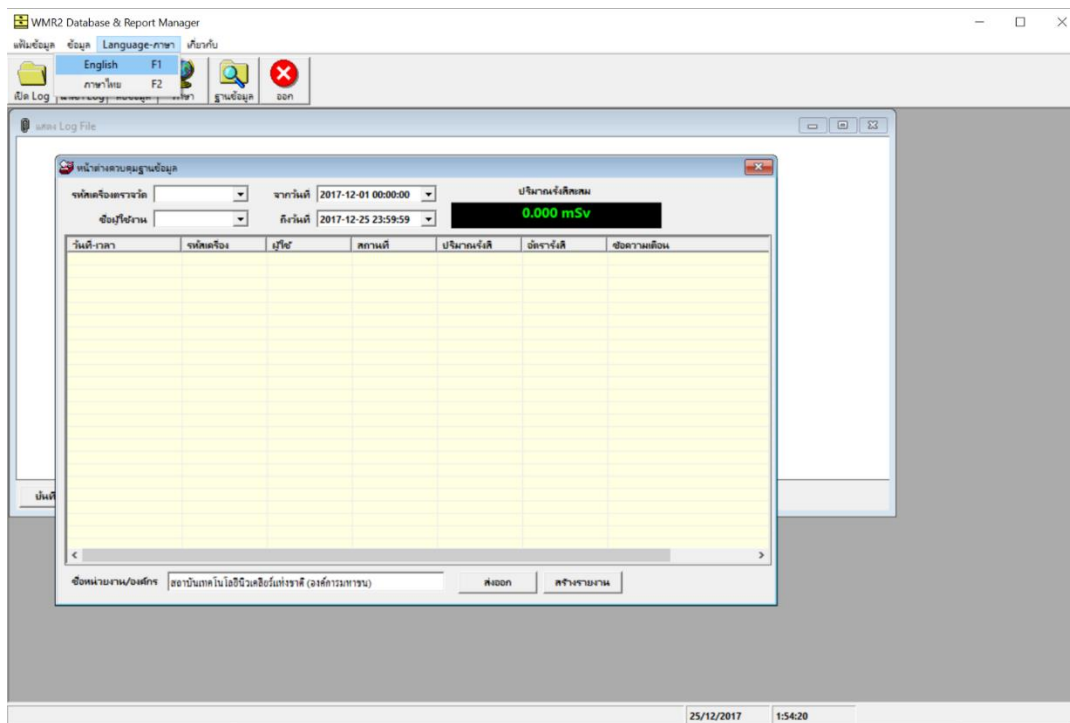 WMR2 Database & Report Manager
แฟ้มข้อมูล ข้อมูล Language-ภาษา เกี่ยวกับ
English F1
ภาษาไทย F2
เปิด Log ฐานข้อมูล ออก
แสดง Log File
หน้าต่างควบคุมฐานข้อมูล
รหัสเครื่องตรวจวัด จากวันที่ 2017-12-01 00:00:00 ปริมาณรังสีสะสม
ชื่อผู้ใช้งาน ถึงวันที่ 2017-12-25 23:59:59 0.000 mSv
วันที่-เวลา รหัสเครื่อง ผู้ใช้ สถานที่ ปริมาณรังสี อัตรารังสี ข้อความเตือน
ชื่อหน่วยงาน/องค์กร สถาบันเทคโนโลยีนิวเคลียร์แห่งชาติ (องค์การมหาชน) ส่งออก สร้างรายงาน
25/12/2017 1:54:20